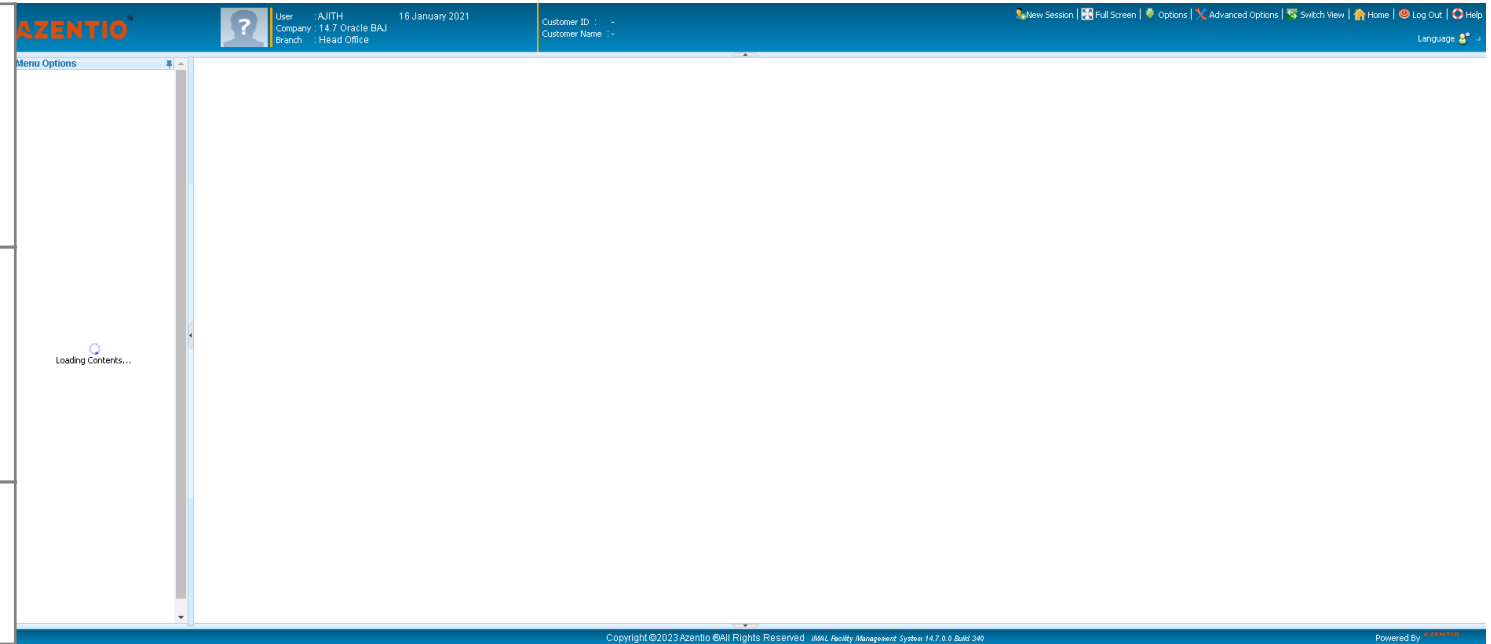 AZENTIO™
User : AJITH 16 January 2021
Company : 14.7 Oracle BAJ
Branch : Head Office
Customer ID : -
Customer Name : -
New Session | Full Screen | Options | Advanced Options | Switch View | Home | Log Out | Help
Language
Menu Options
Loading Contents...
Copyright ©2023 Azentio ®All Rights Reserved iMAL Facility Management System 14.7.0.0 Build 340
Powered By AZENTIO